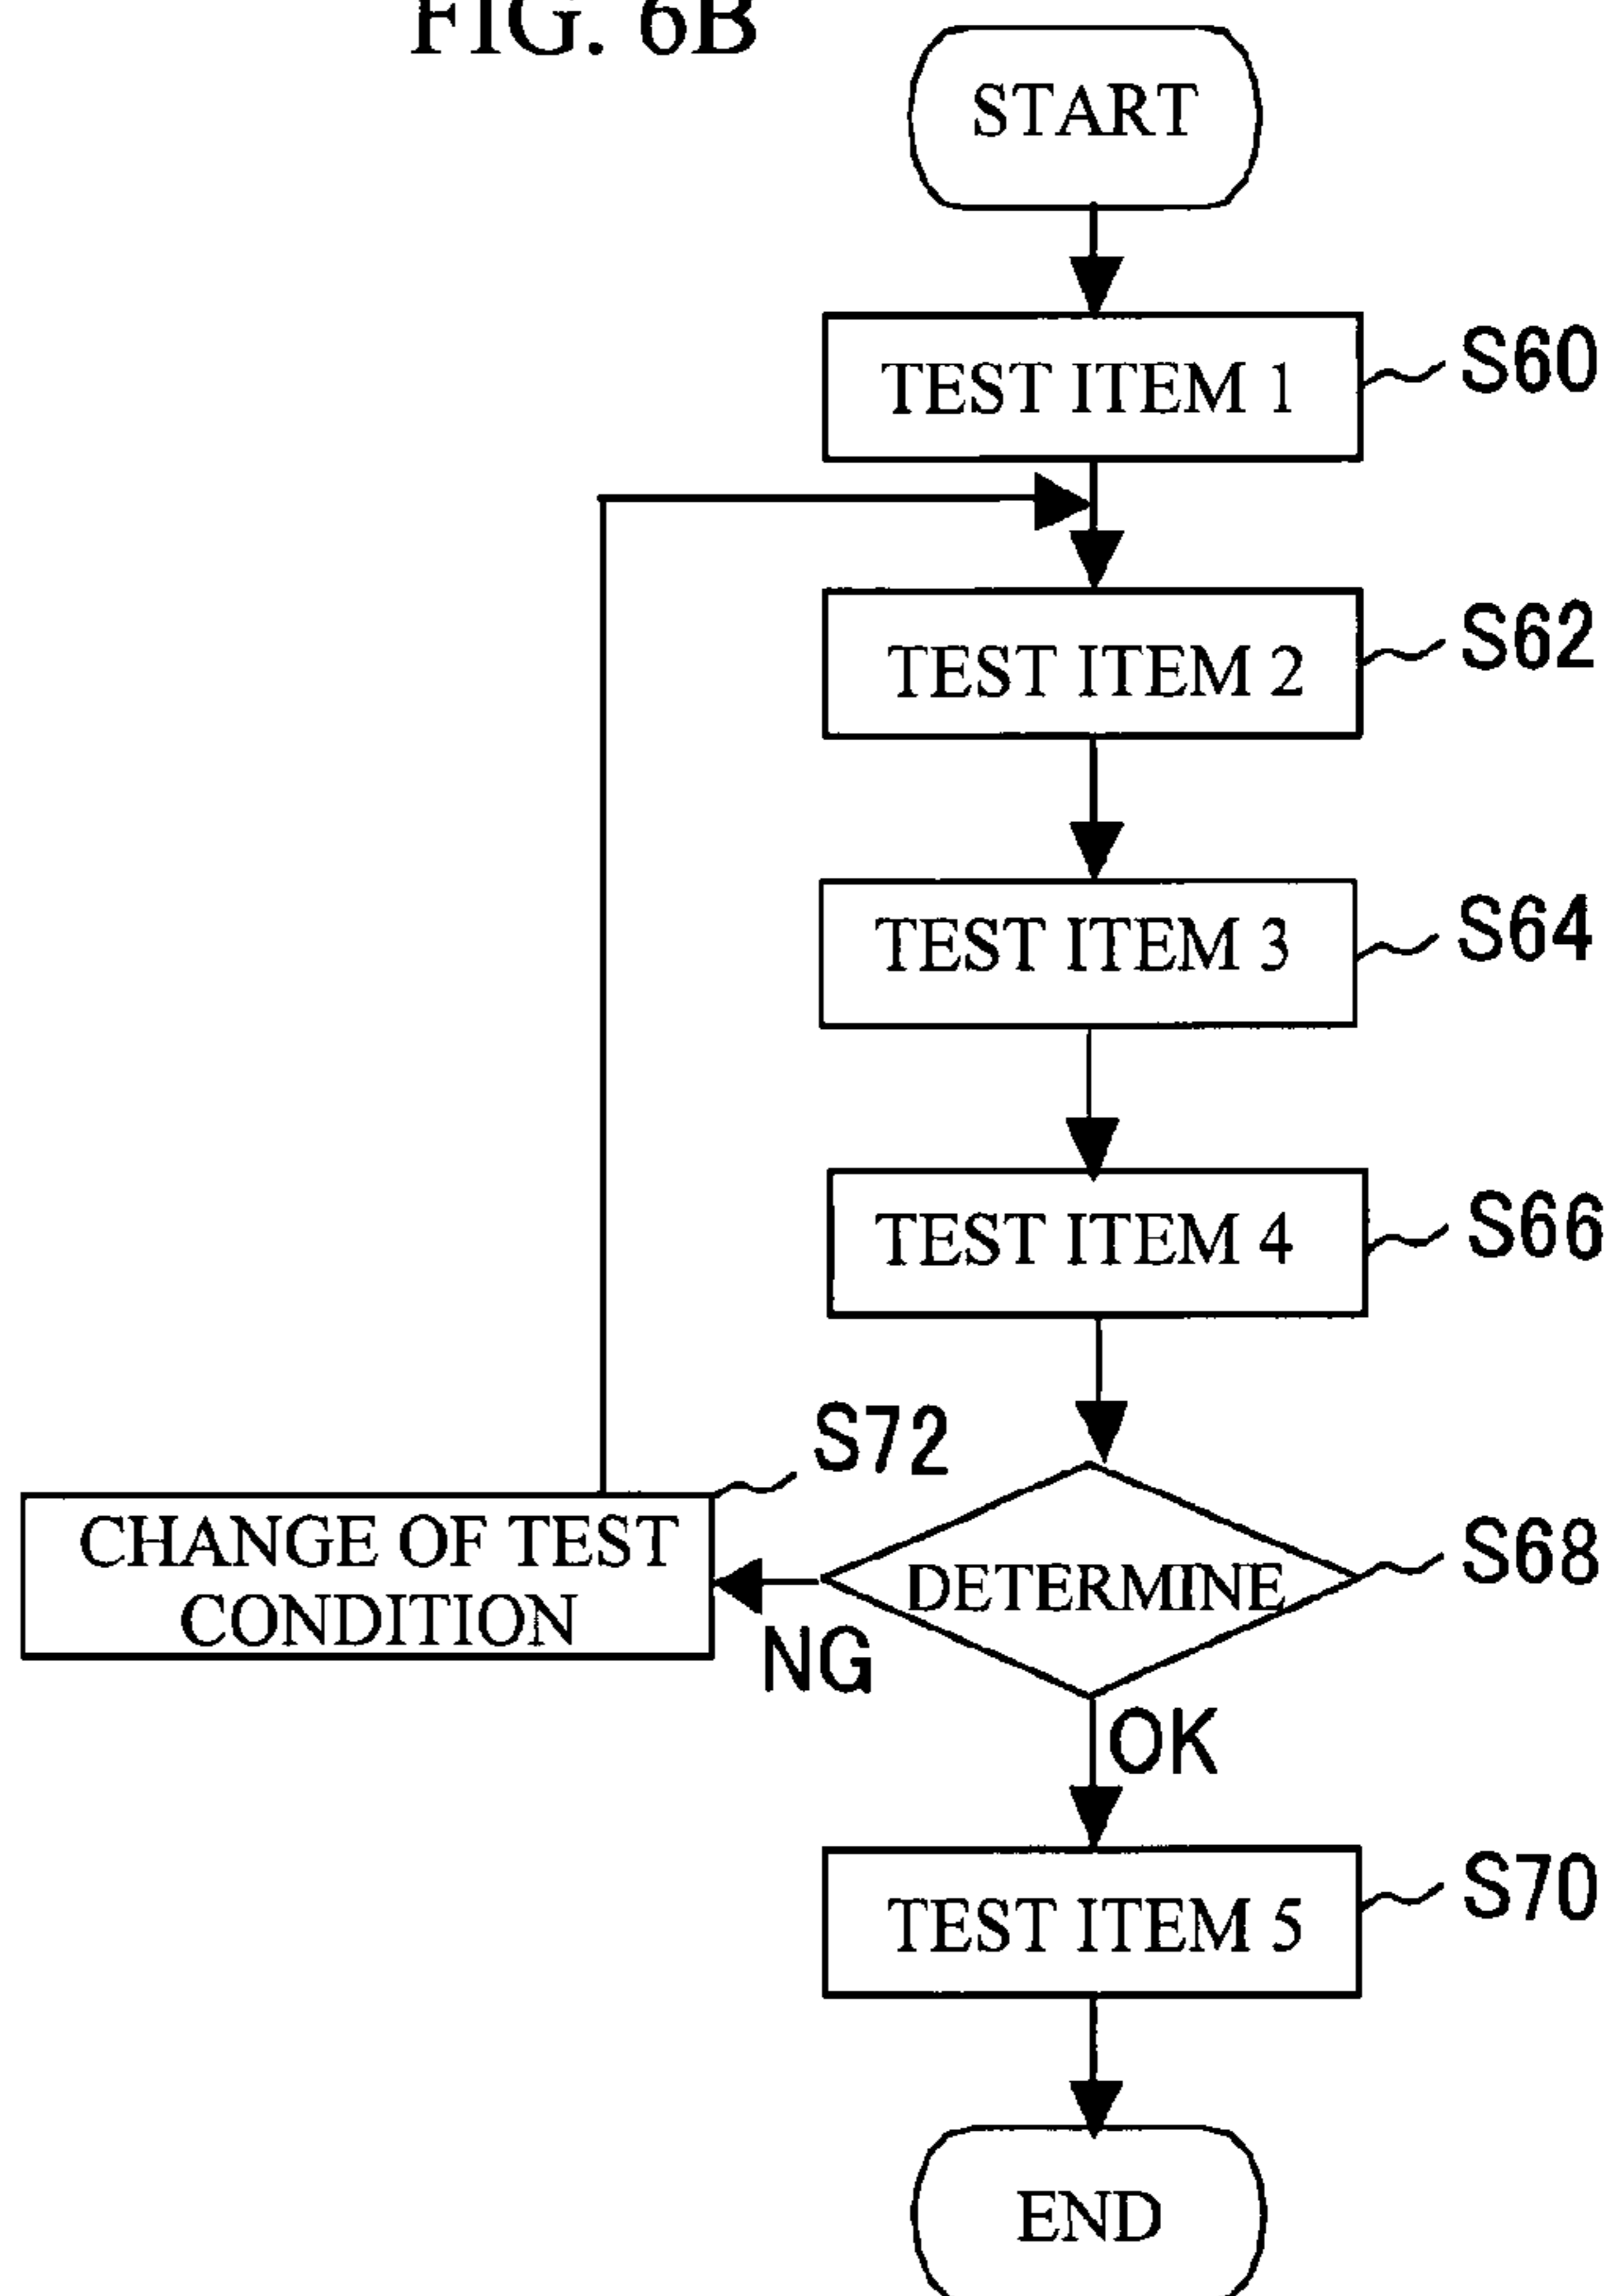 FIG. 6B
START
TEST ITEM 1
S60
TEST ITEM 2
S62
TEST ITEM 3
S64
TEST ITEM 4
S66
S72
CHANGE OF TEST
CONDITION
DETERMINE
S68
NG
OK
TEST ITEM 5
S70
END